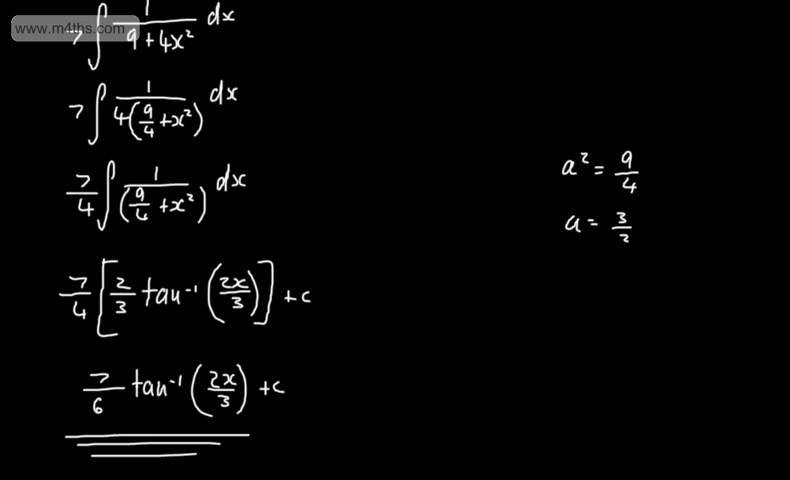 www.m4ths.com
7∫ 1/(9 + 4x²) dx
7∫ 1/(4(9/4 + x²)) dx
7/4 ∫ 1/((9/4 + x²)) dx
7/4 [2/3 tan⁻¹ (2x/3)] + c
7/6 tan⁻¹ (2x/3) + c
a² = 9/4
a = 3/2